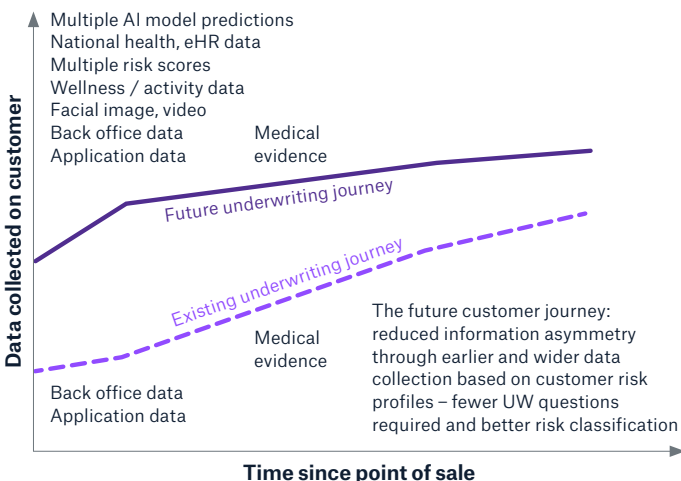 Multiple AI model predictions
National health, eHR data
Multiple risk scores
Wellness / activity data
Facial image, video
Back office data
Application data
Medical
evidence
Future underwriting journey
Existing underwriting journey
Medical
evidence
Back office data
Application data
The future customer journey:
reduced information asymmetry
through earlier and wider data
collection based on customer risk
profiles – fewer UW questions
required and better risk classification
Data collected on customer
Time since point of sale